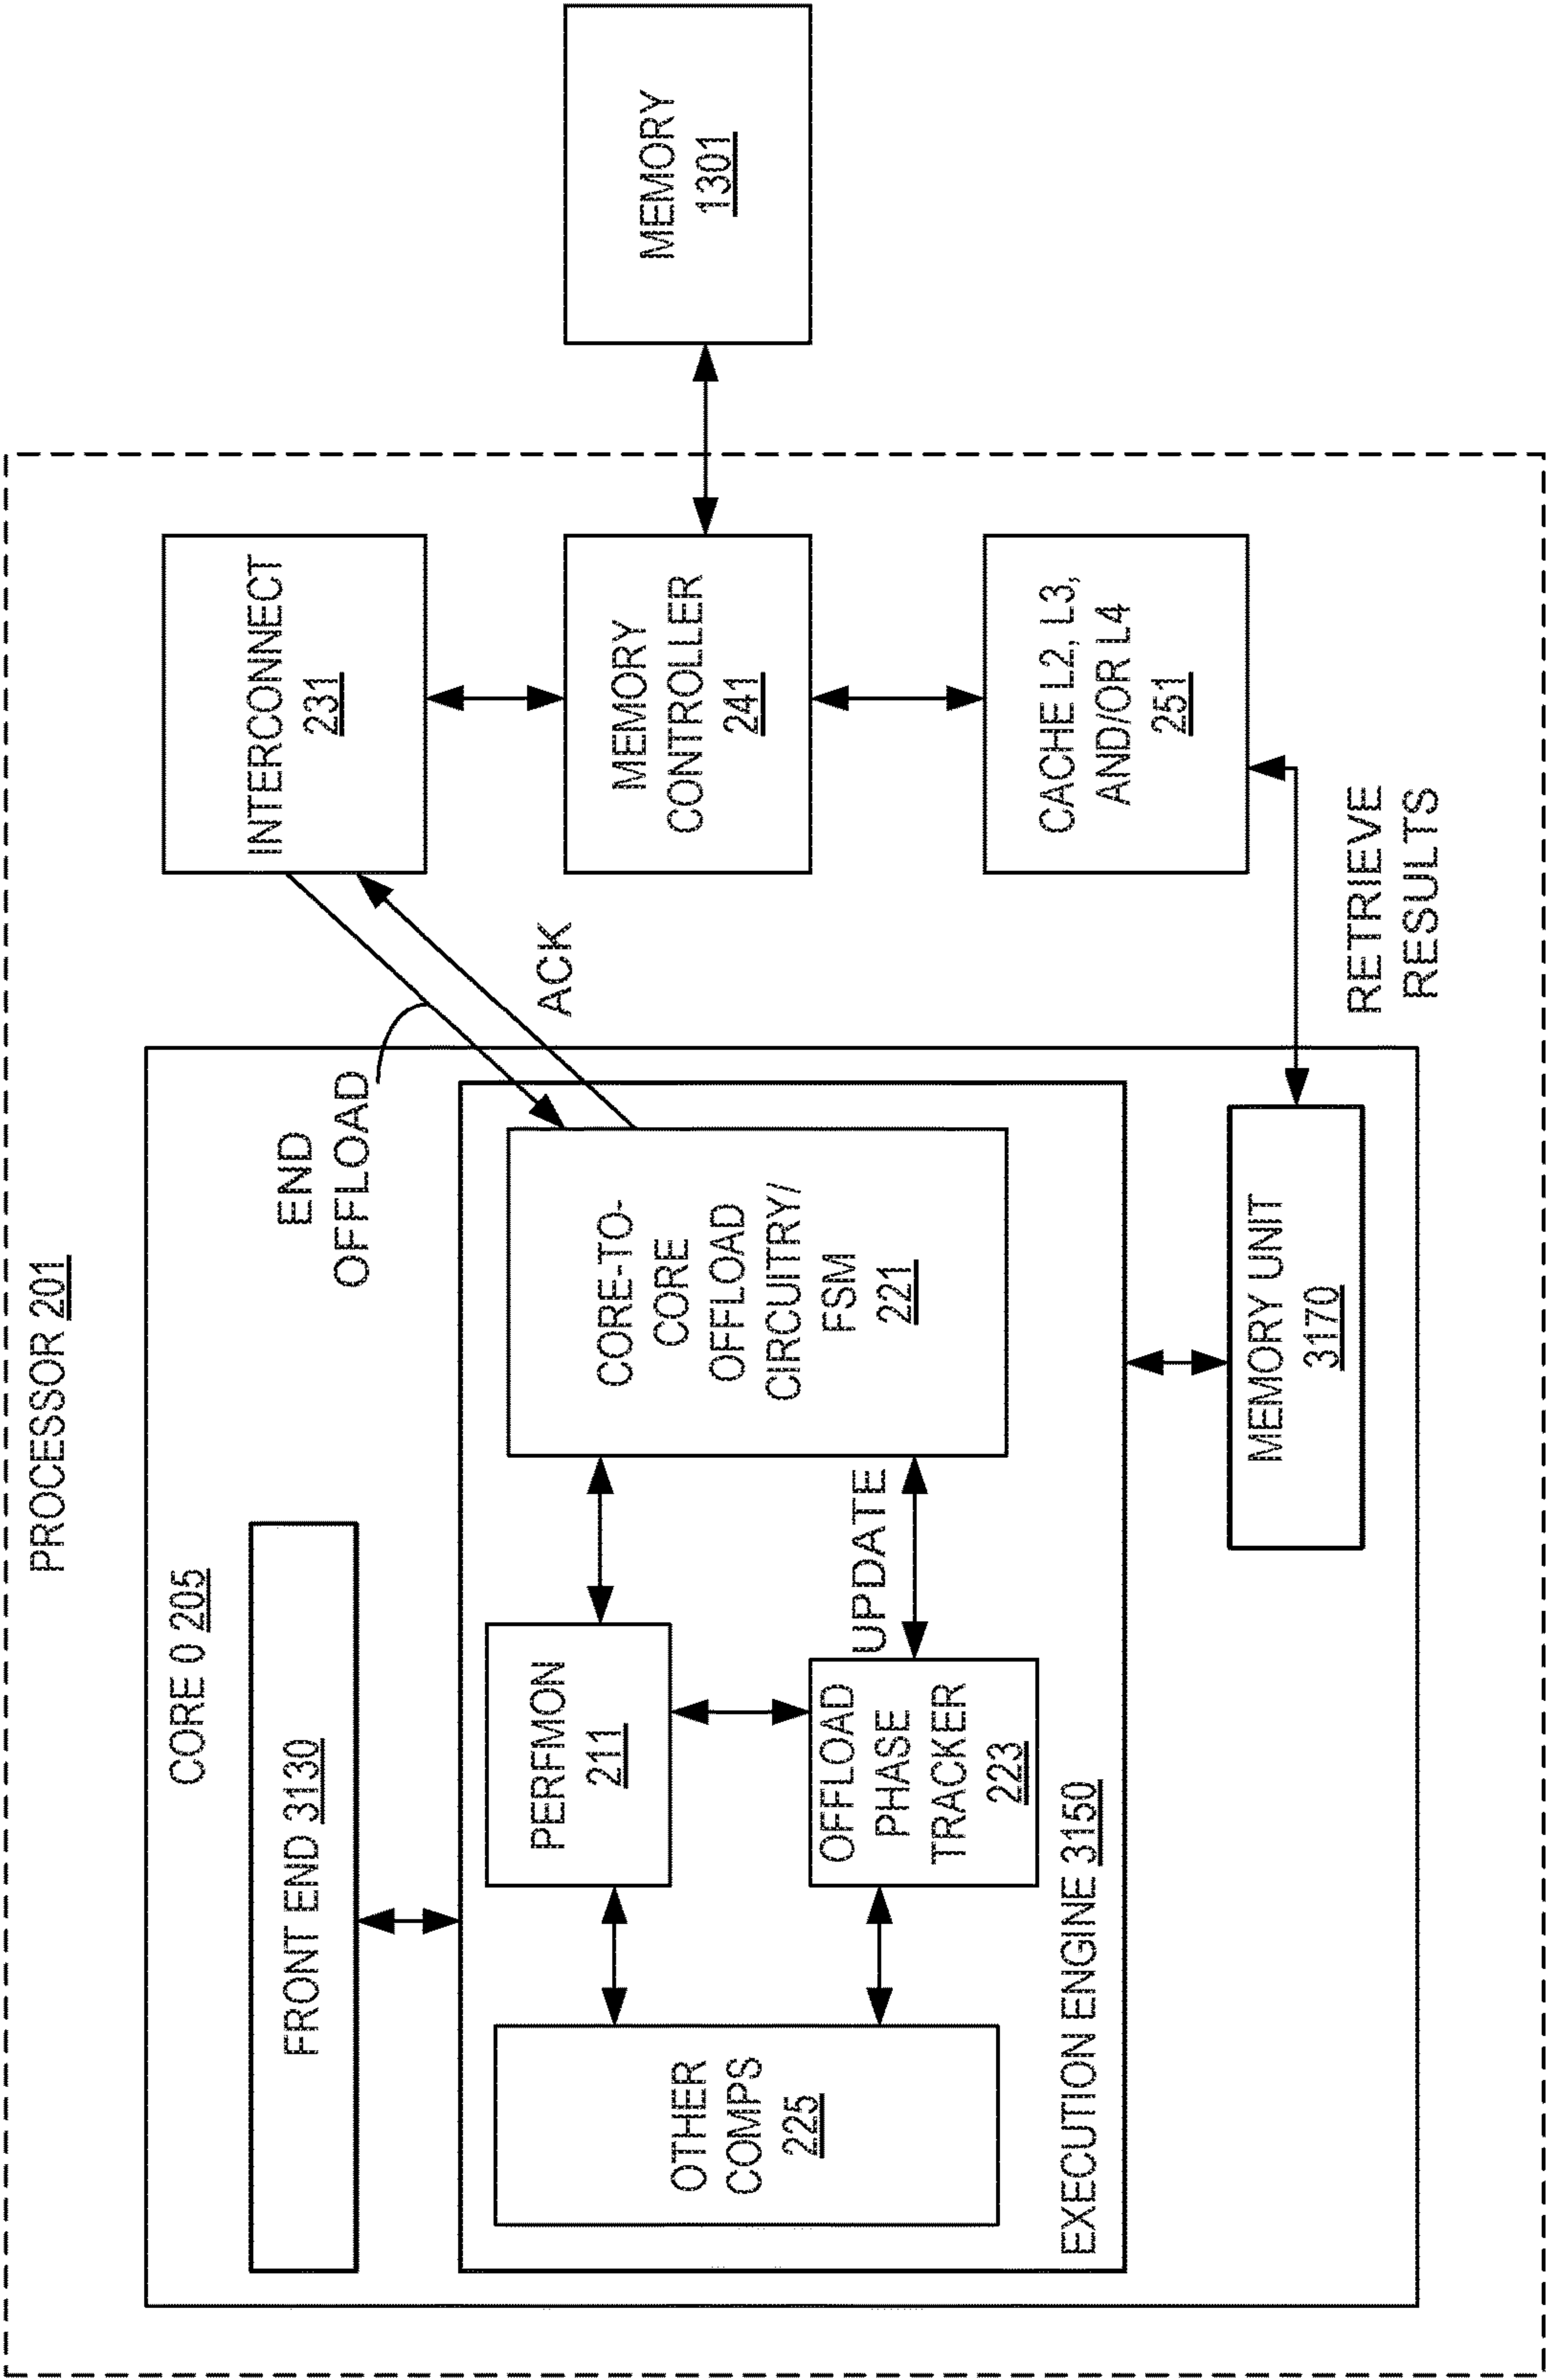 PROCESSOR 201
CORE 0 205
FRONT END 3130
END
OFFLOAD
ACK
INTERCONNECT
231
MEMORY
CONTROLLER
241
MEMORY
1301
CACHE L2, L3,
AND/OR L4
251
RETRIEVE
RESULTS
OTHER
COMPS
225
PERFMON
211
OFFLOAD
PHASE
TRACKER
223
UPDATE
CORE-TO-
CORE
OFFLOAD
CIRCUITRY/
FSM
221
EXECUTION ENGINE 3150
MEMORY UNIT
3170